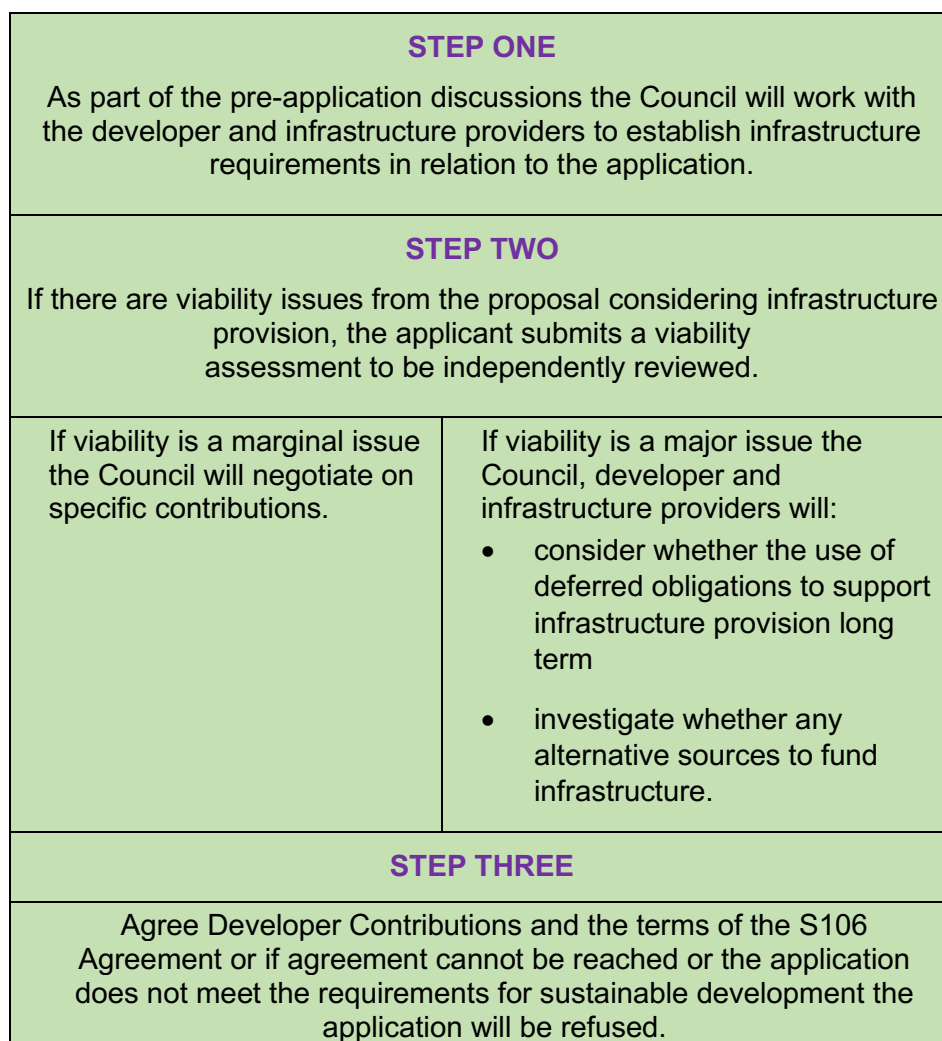 STEP ONE
As part of the pre-application discussions the Council will work with
the developer and infrastructure providers to establish infrastructure
requirements in relation to the application.
STEP TWO
If there are viability issues from the proposal considering infrastructure
provision, the applicant submits a viability
assessment to be independently reviewed.
If viability is a marginal issue
the Council will negotiate on
specific contributions.
If viability is a major issue the
Council, developer and
infrastructure providers will:
• consider whether the use of
deferred obligations to support
infrastructure provision long
term
• investigate whether any
alternative sources to fund
infrastructure.
STEP THREE
Agree Developer Contributions and the terms of the S106
Agreement or if agreement cannot be reached or the application
does not meet the requirements for sustainable development the
application will be refused.